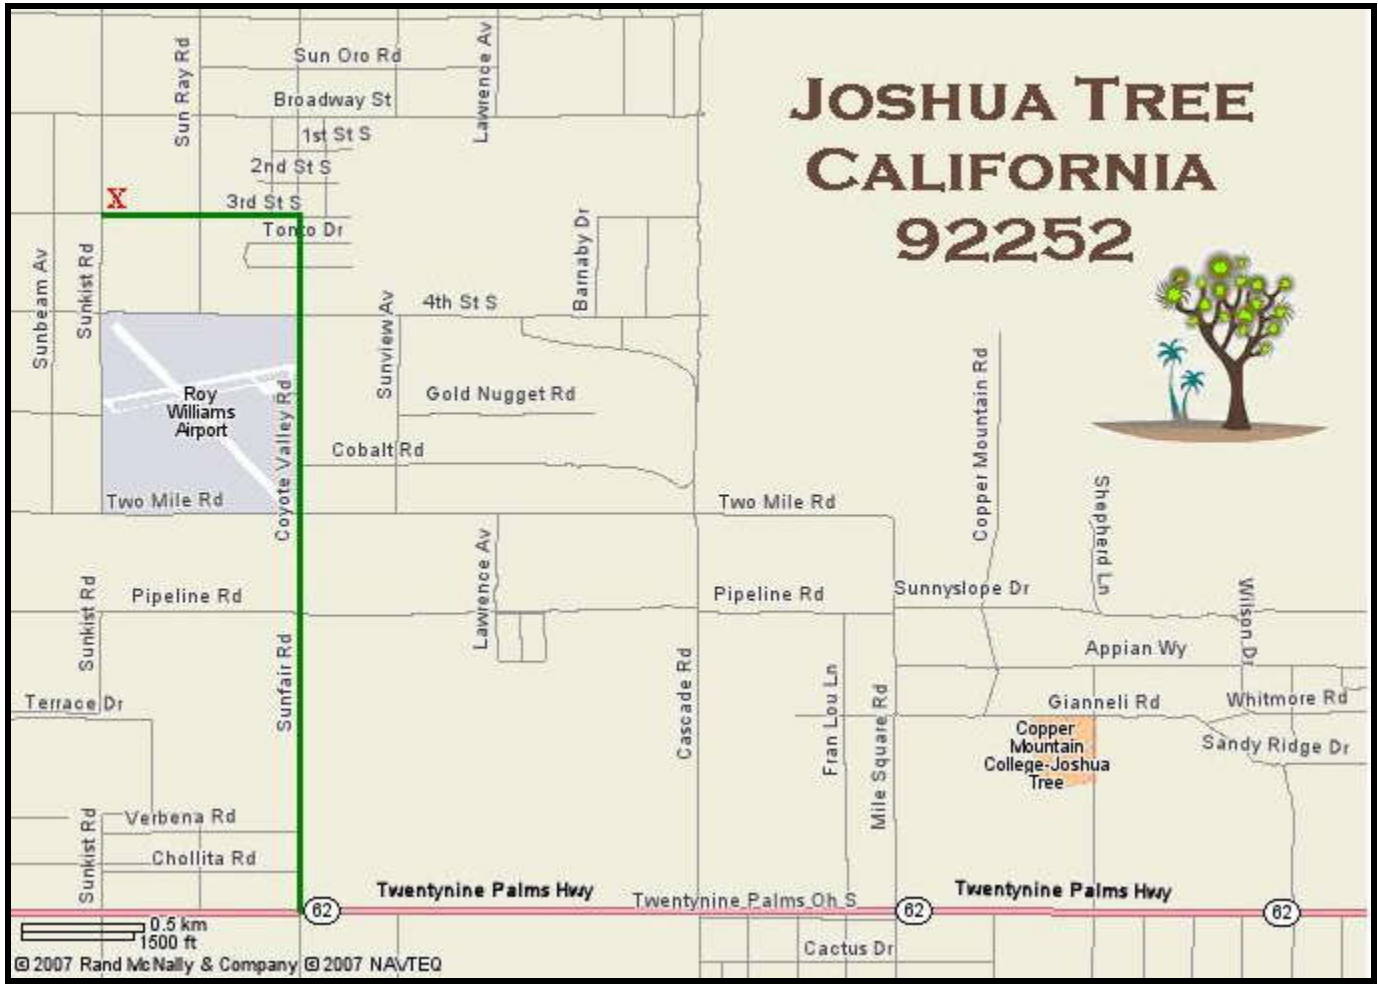 Sun Ray Rd
Sun Oro Rd
Lawrence Av
Broadway St
1st St S
2nd St S
3rd St S
X
Tonto Dr
JOSHUA TREE
CALIFORNIA
92252
Sunbeam Av
Sunkist Rd
Barnaby Dr
4th St S
Sunview Av
Roy
Williams
Airport
Coyote Valley Rd
Gold Nugget Rd
Cobalt Rd
Copper Mountain Rd
Shepherd Ln
Two Mile Rd
Two Mile Rd
Sunkist Rd
Pipeline Rd
Lawrence Av
Pipeline Rd
Sunnyslope Dr
Wilson Dr
Sunfair Rd
Cascade Rd
Fran Lou Ln
Mile Square Rd
Appian Wy
Terrace Dr
Gianneli Rd
Whitmore Rd
Copper
Mountain
College-Joshua
Tree
Sandy Ridge Dr
Sunkist Rd
Verbena Rd
Chollita Rd
Twentynine Palms Hwy
Twentynine Palms Oh S
Twentynine Palms Hwy
62
62
62
0.5 km
1500 ft
Cactus Dr
© 2007 Rand McNally & Company © 2007 NAVTEQ